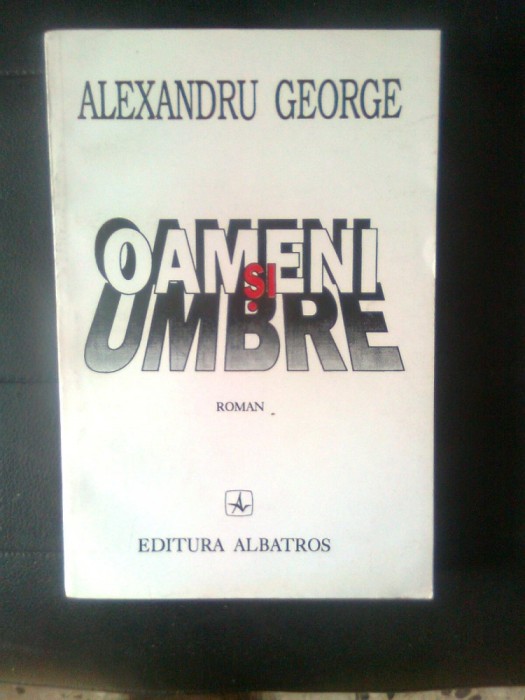 ALEXANDRU GEORGE
OAMENI
ȘI
UMBRE
ROMAN
EDITURA ALBATROS